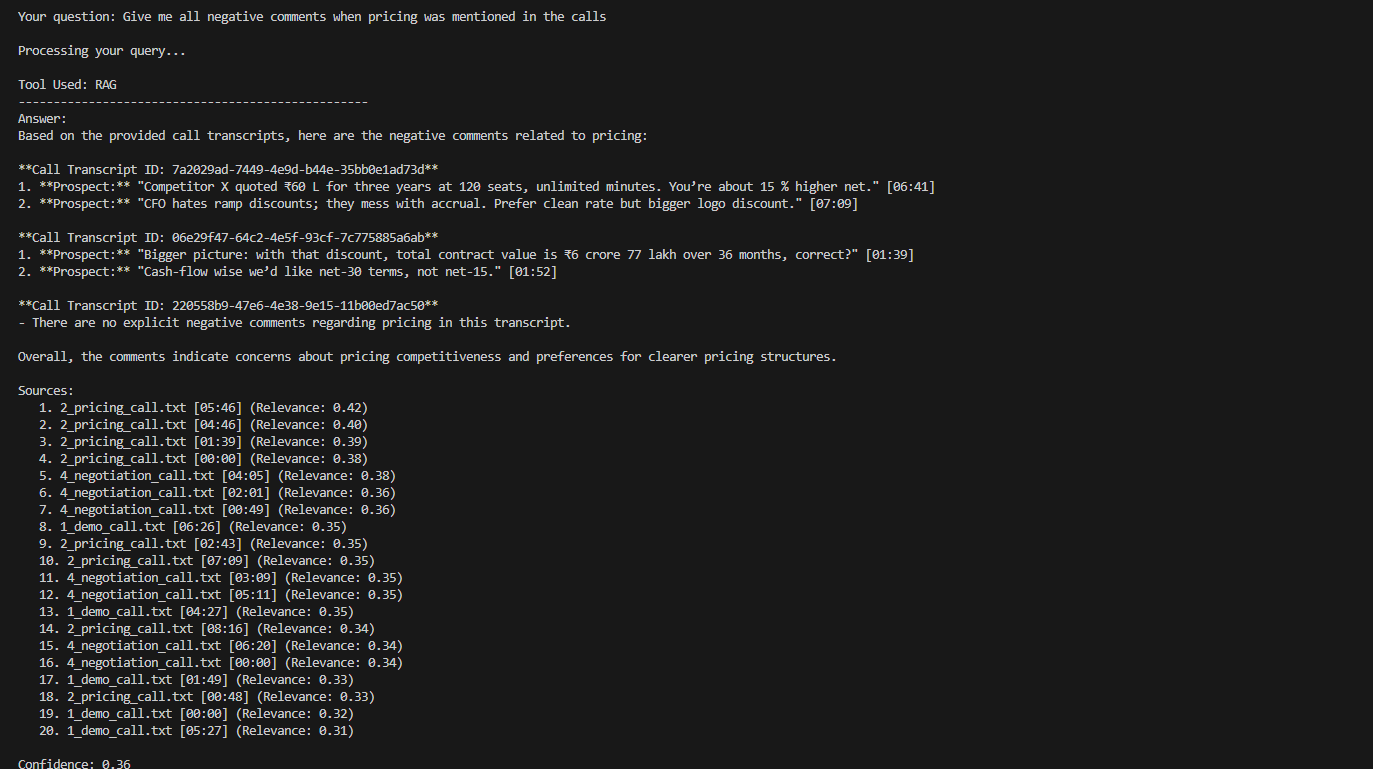 Your question: Give me all negative comments when pricing was mentioned in the calls
Processing your query...
Tool Used: RAG
--------------------------------------------------
Answer:
Based on the provided call transcripts, here are the negative comments related to pricing:
**Call Transcript ID: 7a2029ad-7449-4e9d-b44e-35bb0e1ad73d**
1. **Prospect:** "Competitor X quoted ₹60 L for three years at 120 seats, unlimited minutes. You’re about 15 % higher net." [06:41]
2. **Prospect:** "CFO hates ramp discounts; they mess with accrual. Prefer clean rate but bigger logo discount." [07:09]
**Call Transcript ID: 06e29f47-64c2-4e5f-93cf-7c775885a6ab**
1. **Prospect:** "Bigger picture: with that discount, total contract value is ₹6 crore 77 lakh over 36 months, correct?" [01:39]
2. **Prospect:** "Cash-flow wise we’d like net-30 terms, not net-15." [01:52]
**Call Transcript ID: 220558b9-47e6-4e38-9e15-11b00ed7ac50**
- There are no explicit negative comments regarding pricing in this transcript.
Overall, the comments indicate concerns about pricing competitiveness and preferences for clearer pricing structures.
Sources:
1. 2_pricing_call.txt [05:46] (Relevance: 0.42)
2. 2_pricing_call.txt [04:46] (Relevance: 0.40)
3. 2_pricing_call.txt [01:39] (Relevance: 0.39)
4. 2_pricing_call.txt [00:00] (Relevance: 0.38)
5. 4_negotiation_call.txt [04:05] (Relevance: 0.38)
6. 4_negotiation_call.txt [02:01] (Relevance: 0.36)
7. 4_negotiation_call.txt [00:49] (Relevance: 0.36)
8. 1_demo_call.txt [06:26] (Relevance: 0.35)
9. 2_pricing_call.txt [02:43] (Relevance: 0.35)
10. 2_pricing_call.txt [07:09] (Relevance: 0.35)
11. 4_negotiation_call.txt [03:09] (Relevance: 0.35)
12. 4_negotiation_call.txt [05:11] (Relevance: 0.35)
13. 1_demo_call.txt [04:27] (Relevance: 0.35)
14. 2_pricing_call.txt [08:16] (Relevance: 0.34)
15. 4_negotiation_call.txt [06:20] (Relevance: 0.34)
16. 4_negotiation_call.txt [00:00] (Relevance: 0.34)
17. 1_demo_call.txt [01:49] (Relevance: 0.33)
18. 2_pricing_call.txt [00:48] (Relevance: 0.33)
19. 1_demo_call.txt [00:00] (Relevance: 0.32)
20. 1_demo_call.txt [05:27] (Relevance: 0.31)
Confidence: 0.36